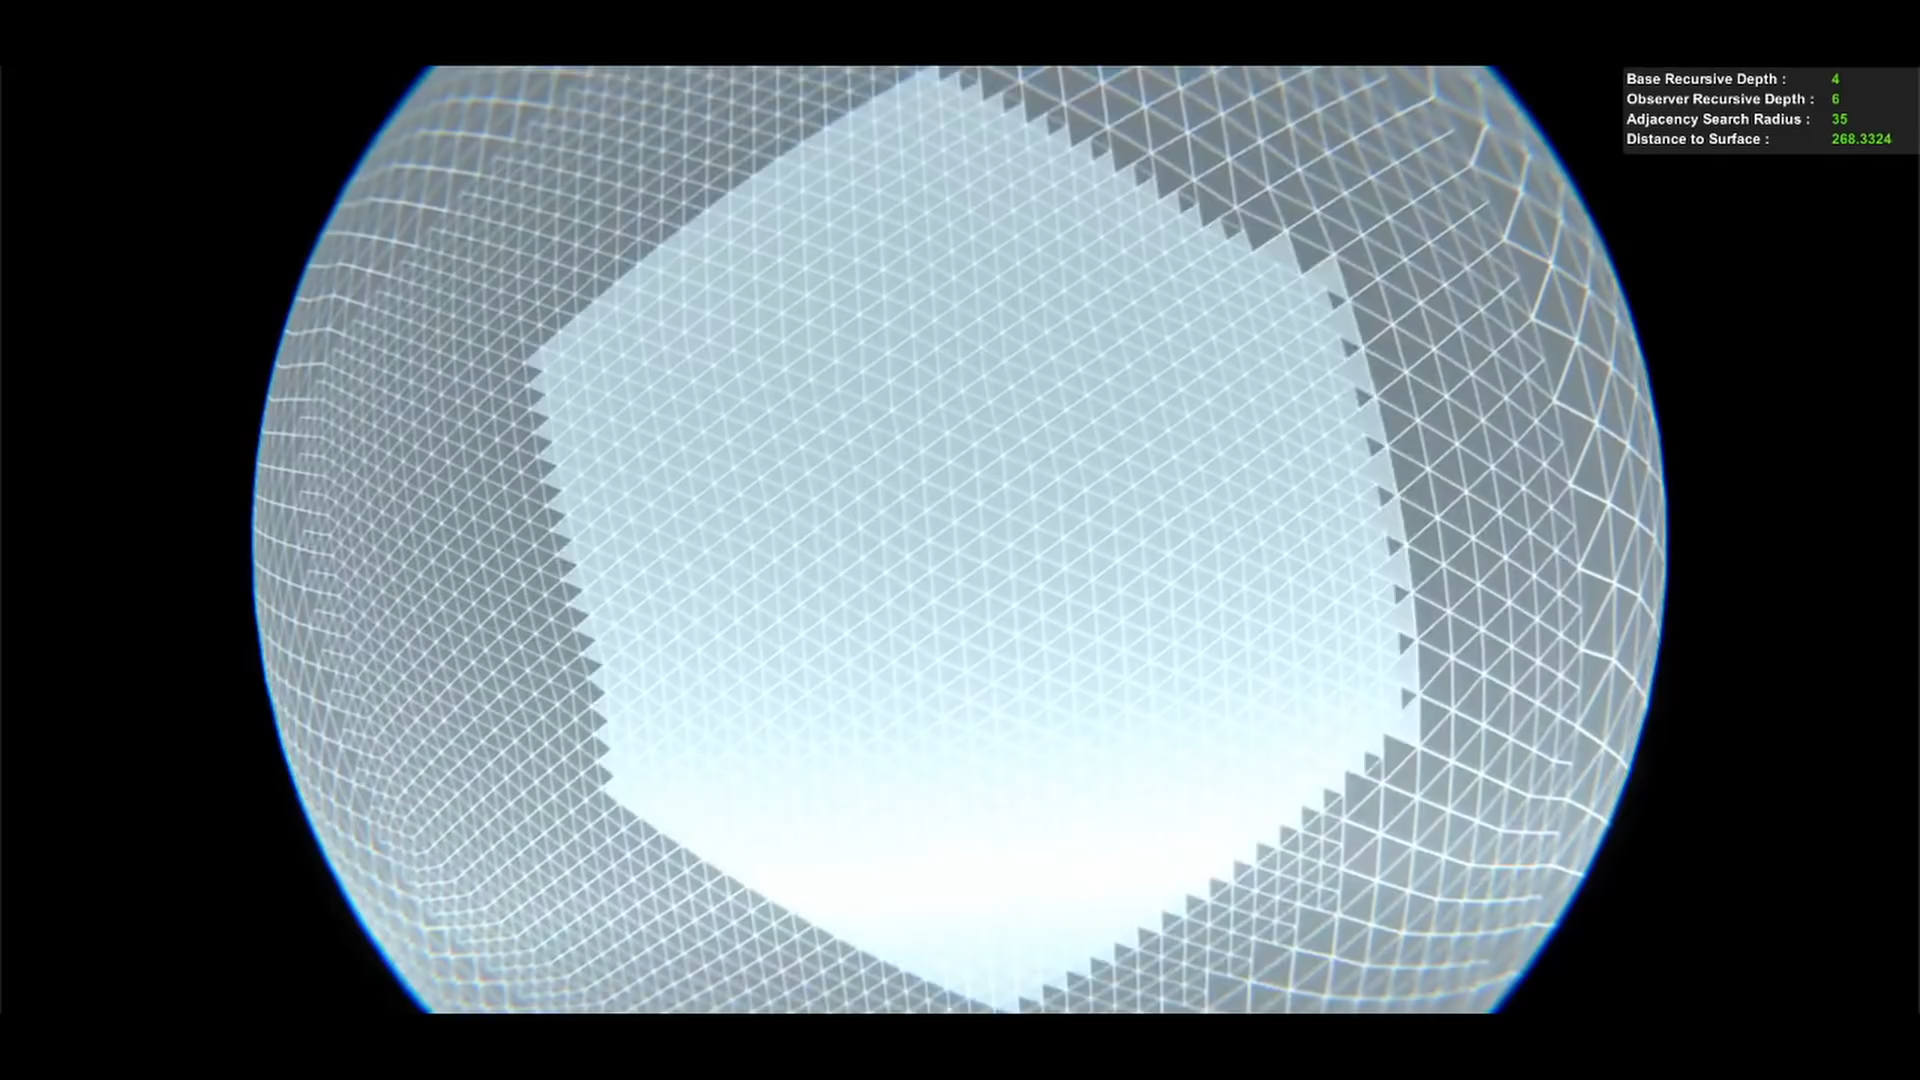 Base Recursive Depth : 4
Observer Recursive Depth : 6
Adjacency Search Radius : 35
Distance to Surface : 268.3324